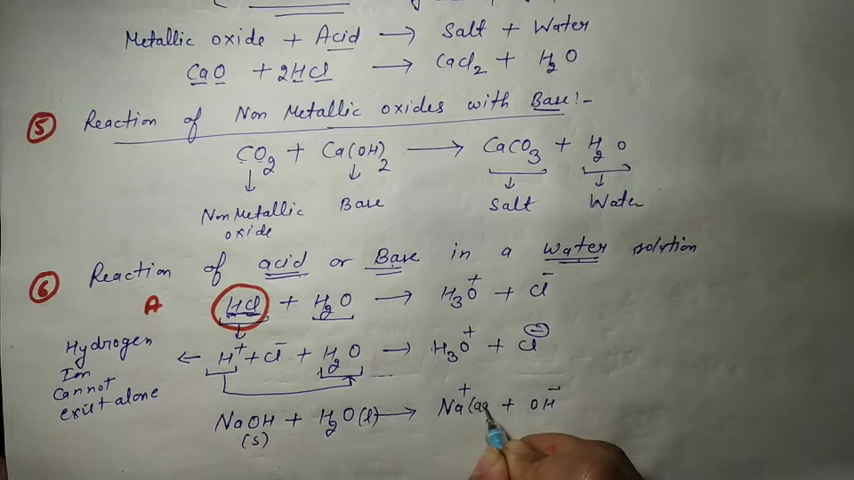 Metallic oxide + Acid → Salt + Water
CaO + 2HCl → CaCl2 + H2O
⑤ Reaction of Non Metallic oxides with Base:-
CO2 + Ca(OH)2 → CaCO3 + H2O
↓ ↓ ↓ ↓
NonMetallic oxide Base Salt Water
⑥ Reaction of acid or Base in a water solution
A HCl + H2O → H3O+ + Cl-
Hydrogen Ion Cannot exist alone ← H+ + Cl- + H2O → H3O+ + Cl-
NaOH (s) + H2O(l) → Na+(aq + OH-